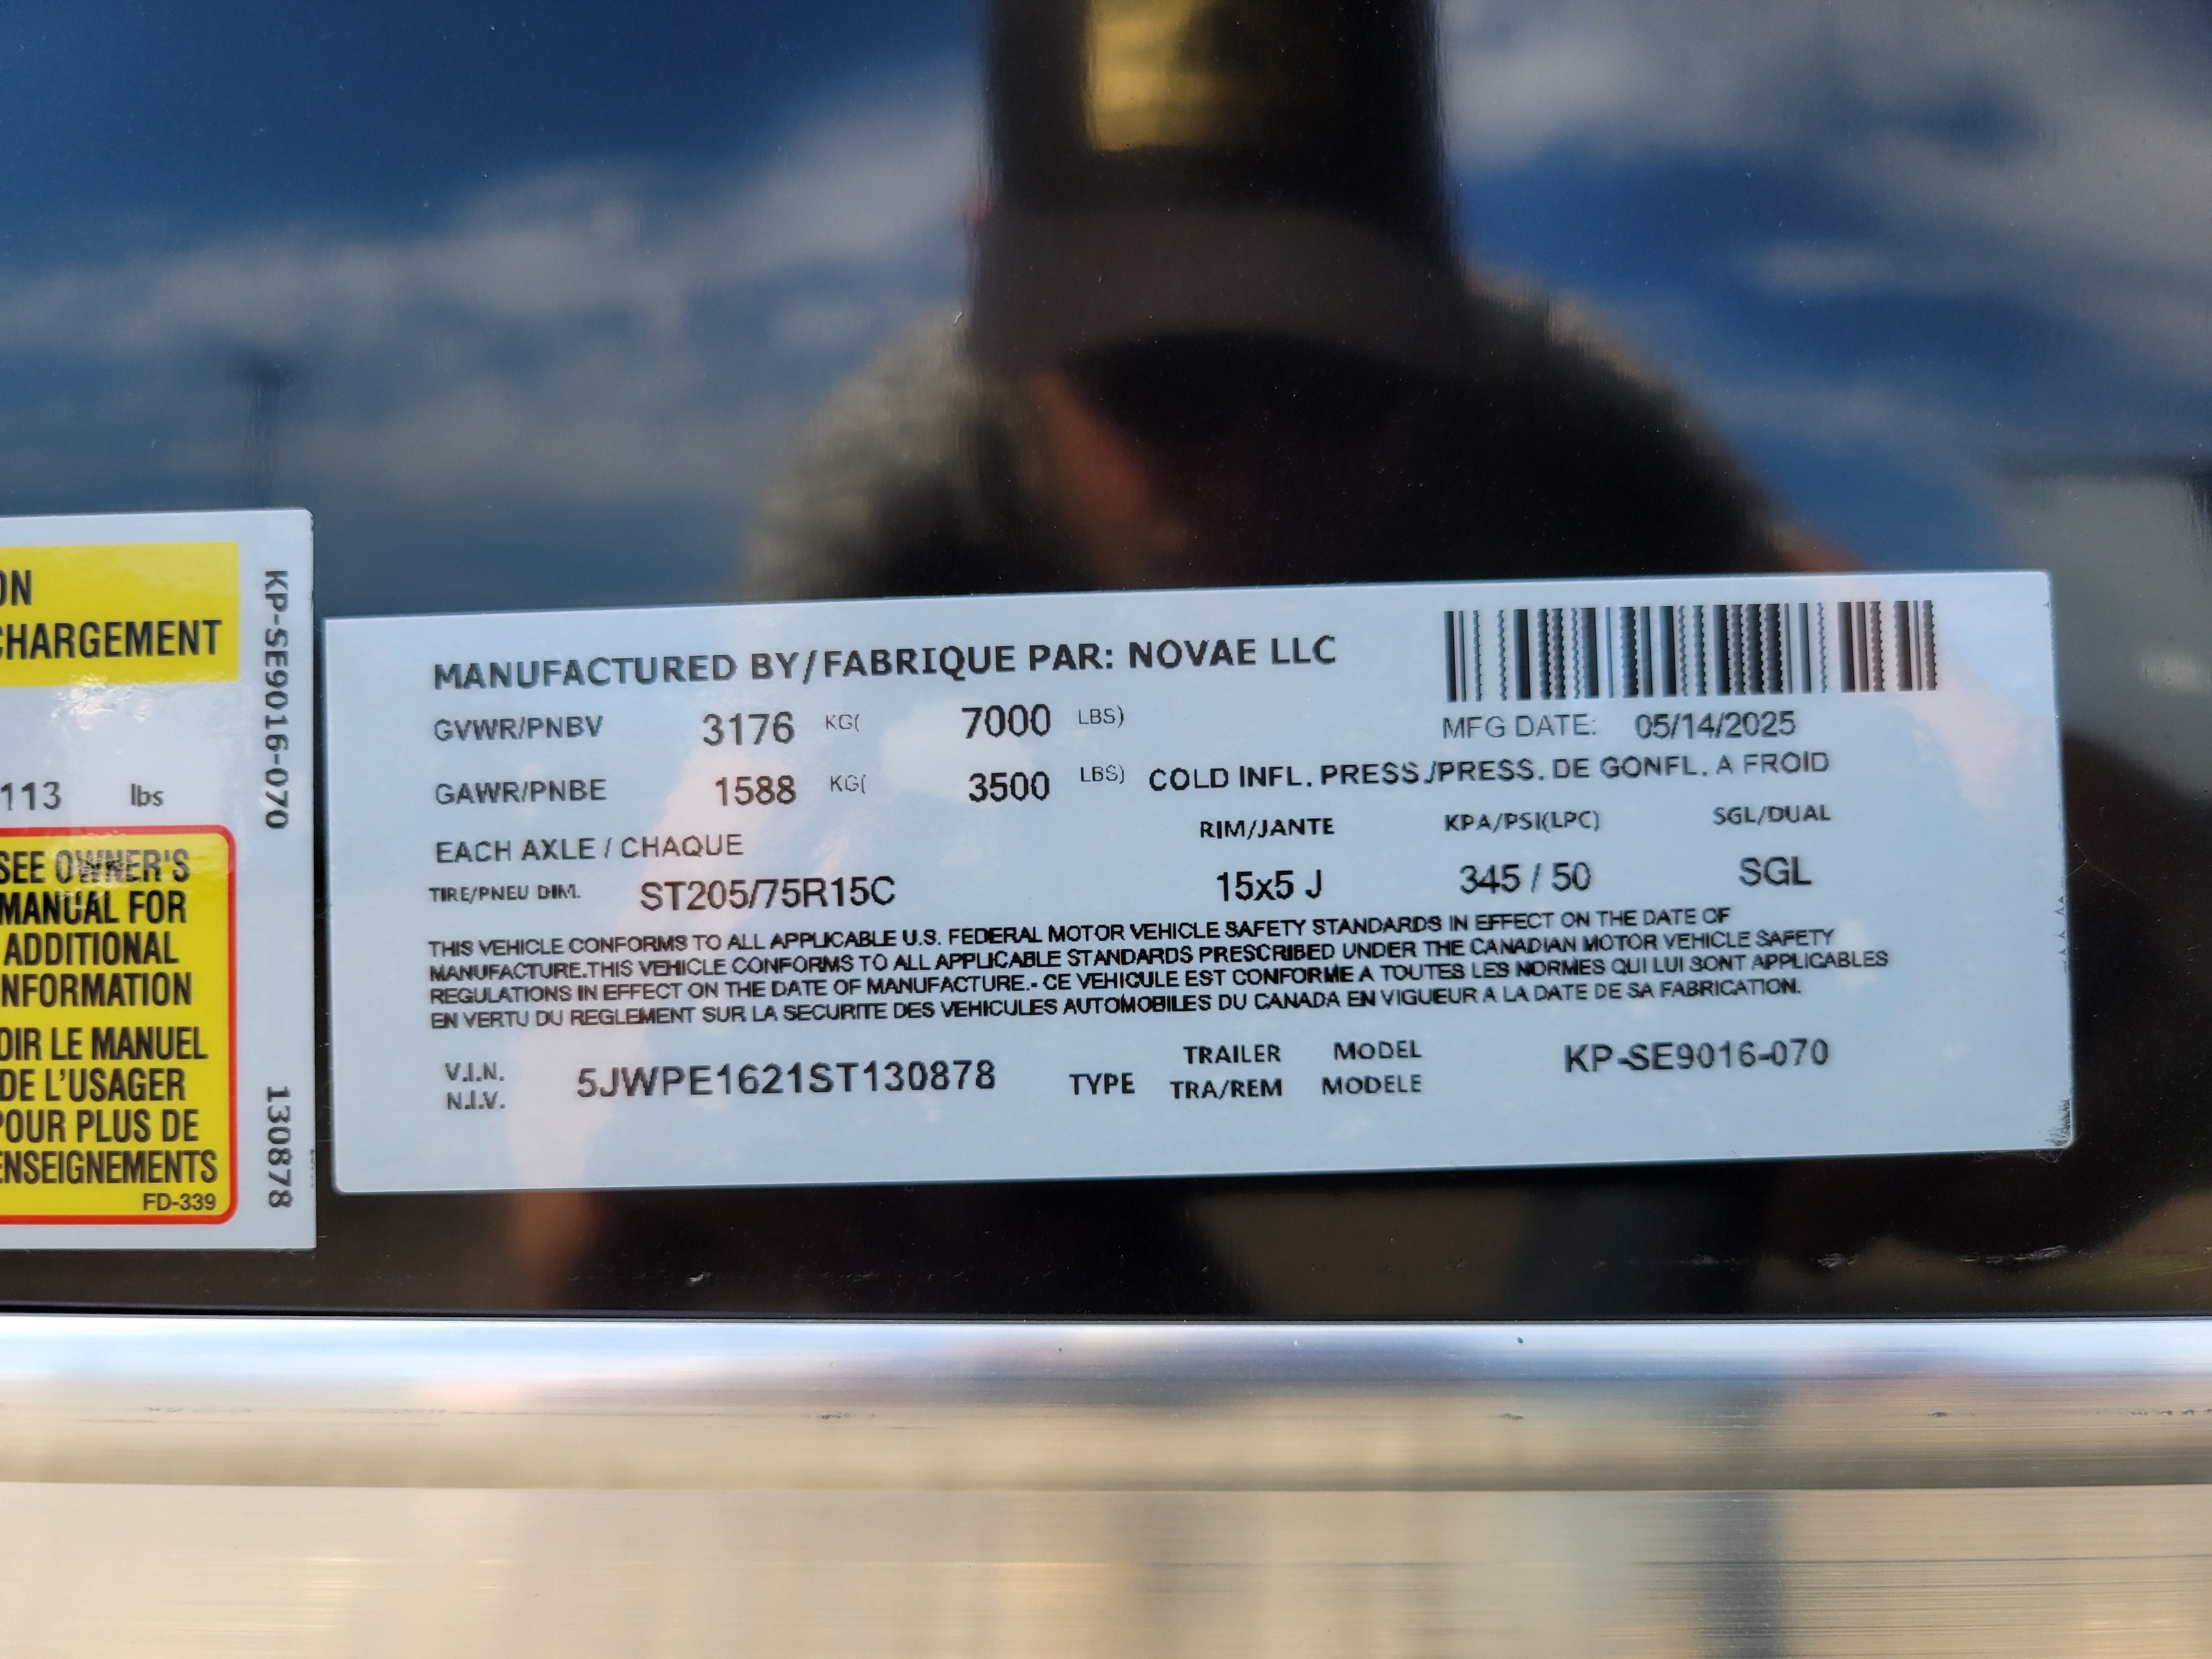 ON
CHARGEMENT
113 lbs
SEE OWNER'S
MANUAL FOR
ADDITIONAL
INFORMATION
OIR LE MANUEL
DE L'USAGER
POUR PLUS DE
ENSEIGNEMENTS
FD-339
KP-SE9016-070
130878
MANUFACTURED BY/FABRIQUE PAR: NOVAE LLC
GVWR/PNBV 3176 KG( 7000 LBS)
MFG DATE: 05/14/2025
GAWR/PNBE 1588 KG( 3500 LBS) COLD INFL. PRESS./PRESS. DE GONFL. A FROID
EACH AXLE / CHAQUE RIM/JANTE KPA/PSI(LPC) SGL/DUAL
TIRE/PNEU DIM. ST205/75R15C 15x5 J 345 / 50 SGL
THIS VEHICLE CONFORMS TO ALL APPLICABLE U.S. FEDERAL MOTOR VEHICLE SAFETY STANDARDS IN EFFECT ON THE DATE OF
MANUFACTURE.THIS VEHICLE CONFORMS TO ALL APPLICABLE STANDARDS PRESCRIBED UNDER THE CANADIAN MOTOR VEHICLE SAFETY
REGULATIONS IN EFFECT ON THE DATE OF MANUFACTURE.- CE VEHICULE EST CONFORME A TOUTES LES NORMES QUI LUI SONT APPLICABLES
EN VERTU DU REGLEMENT SUR LA SECURITE DES VEHICULES AUTOMOBILES DU CANADA EN VIGUEUR A LA DATE DE SA FABRICATION.
V.I.N. 5JWPE1621ST130878 TYPE TRAILER MODEL KP-SE9016-070
N.I.V. TRA/REM MODELE